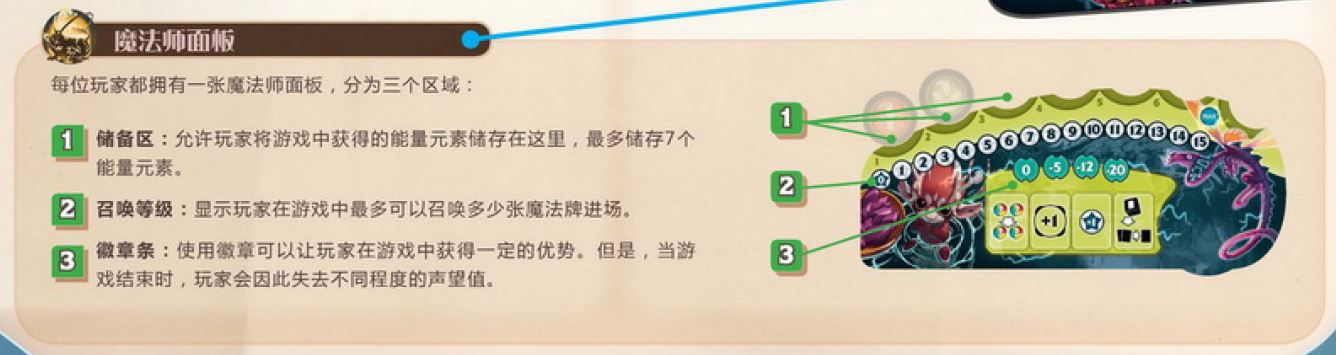 魔法师面板
每位玩家都拥有一张魔法师面板，分为三个区域：
1 储备区：允许玩家将游戏中获得的能量元素储存在这里，最多储存7个
能量元素。
2 召唤等级：显示玩家在游戏中最多可以召唤多少张魔法牌进场。
3 徽章条：使用徽章可以让玩家在游戏中获得一定的优势。但是，当游
戏结束时，玩家会因此失去不同程度的声望值。
1
2
3
1 2 3 4 5 6 MAX
0 1 2 3 4 5 6 7 8 9 10 11 12 13 14 15
0 -5 -12 -20
+1 +1